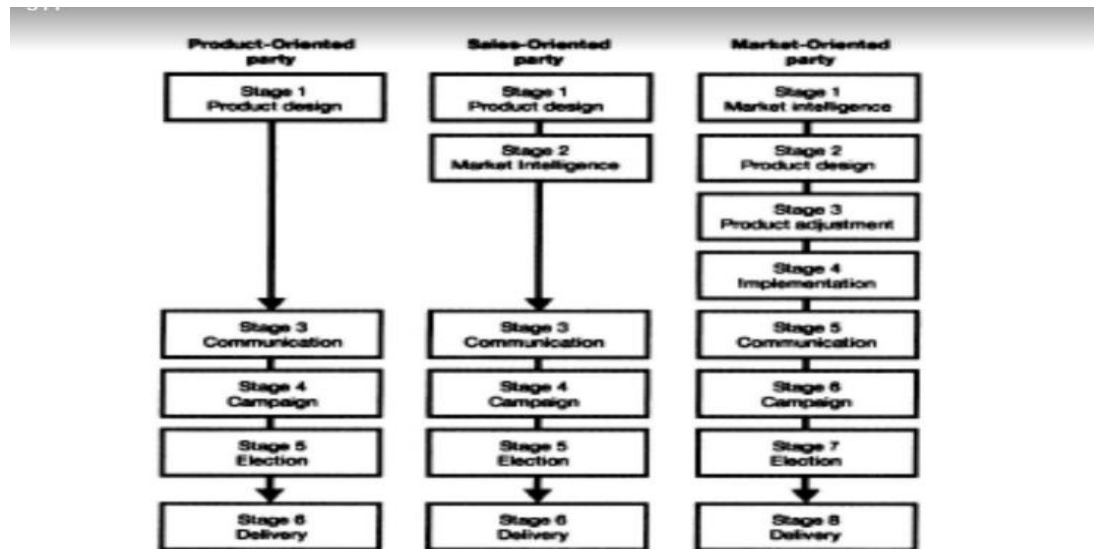 Product-Oriented
party
Stage 1
Product design
Stage 3
Communication
Stage 4
Campaign
Stage 5
Election
Stage 6
Delivery
Sales-Oriented
party
Stage 1
Product design
Stage 2
Market Intelligence
Stage 3
Communication
Stage 4
Campaign
Stage 5
Election
Stage 6
Delivery
Market-Oriented
party
Stage 1
Market intelligence
Stage 2
Product design
Stage 3
Product adjustment
Stage 4
Implementation
Stage 5
Communication
Stage 6
Campaign
Stage 7
Election
Stage 8
Delivery